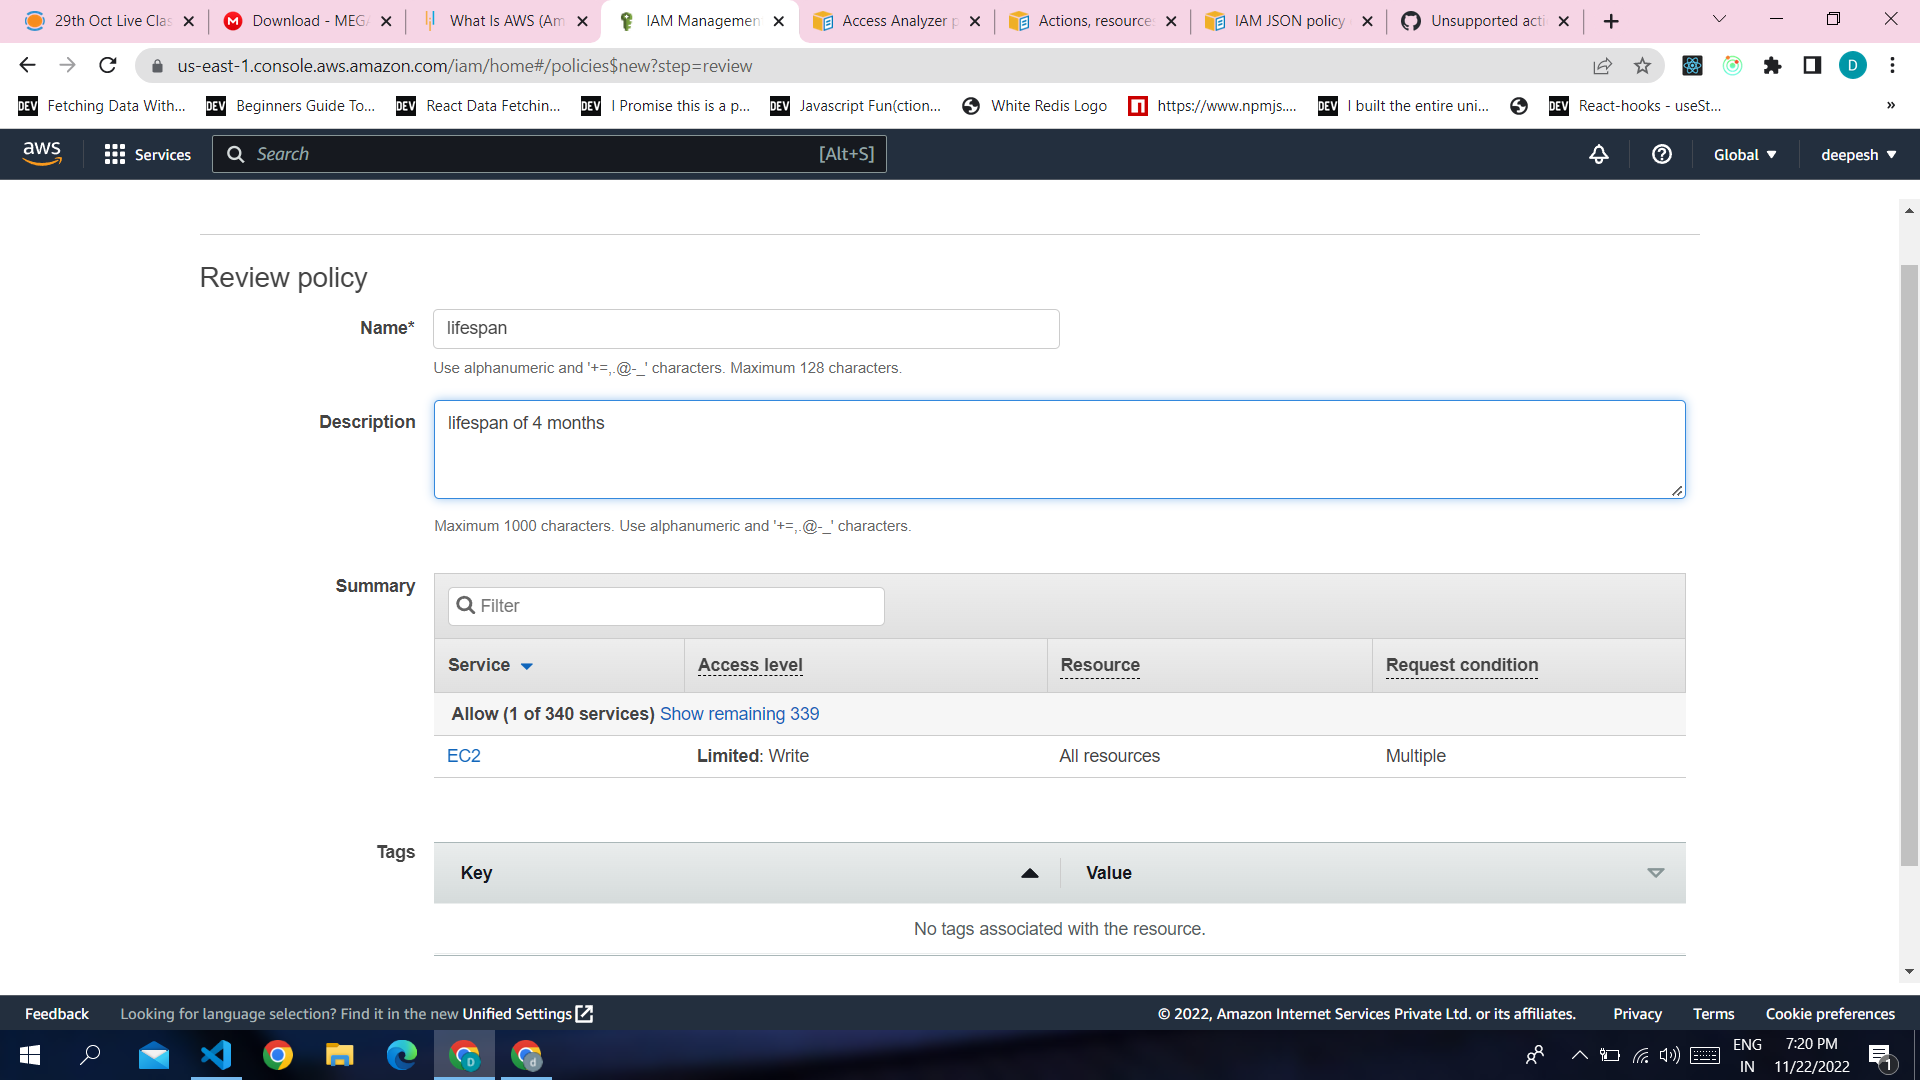 29th Oct Live Clas
Download - MEGA
What Is AWS (Am
IAM Managemen
Access Analyzer p
Actions, resource
IAM JSON policy
Unsupported acti
us-east-1.console.aws.amazon.com/iam/home#/policies$new?step=review
D
DEV Fetching Data With...
DEV Beginners Guide To...
DEV React Data Fetchin...
DEV I Promise this is a p...
DEV Javascript Fun(ction...
White Redis Logo
https://www.npmjs....
DEV I built the entire uni...
DEV React-hooks - useSt...
»
aws Services Search [Alt+S] Global deepesh
Review policy
Name* lifespan
Use alphanumeric and '+=,.@-_' characters. Maximum 128 characters.
Description lifespan of 4 months
Maximum 1000 characters. Use alphanumeric and '+=,.@-_' characters.
Summary Filter
Service Access level Resource Request condition
Allow (1 of 340 services) Show remaining 339
EC2 Limited: Write All resources Multiple
Tags Key Value
No tags associated with the resource.
Feedback Looking for language selection? Find it in the new Unified Settings © 2022, Amazon Internet Services Private Ltd. or its affiliates. Privacy Terms Cookie preferences
D d ENG 7:20 PM
IN 11/22/2022 1